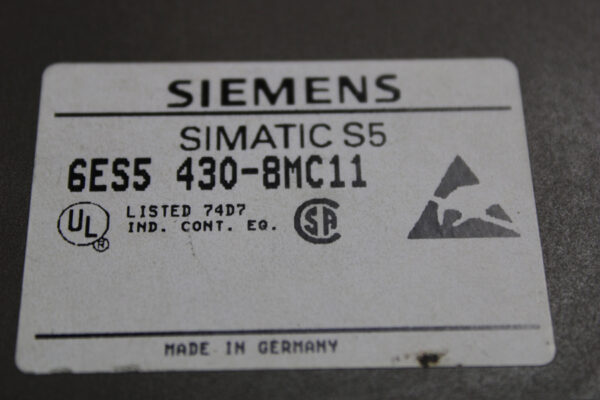 SIEMENS
SIMATIC S5
6ES5 430-8MC11
UL® LISTED 74D7
IND. CONT. EQ.
SA
MADE IN GERMANY